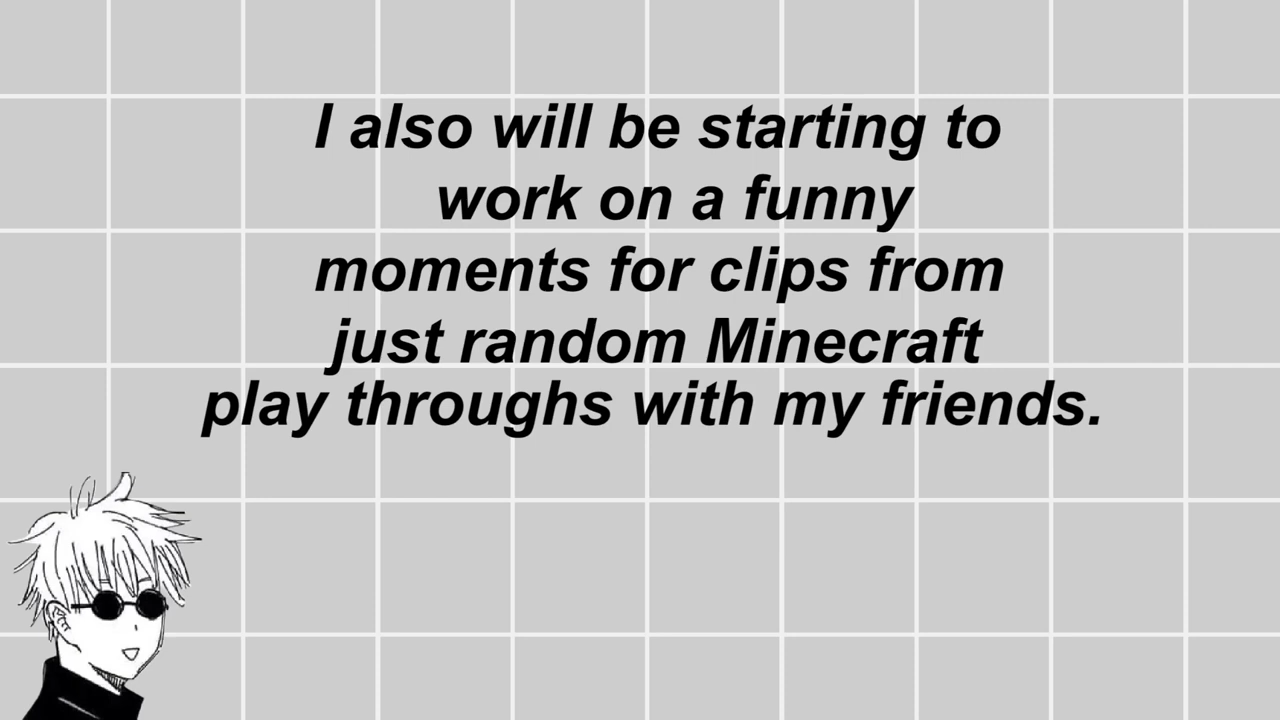 I also will be starting to
work on a funny
moments for clips from
just random Minecraft
play throughs with my friends.